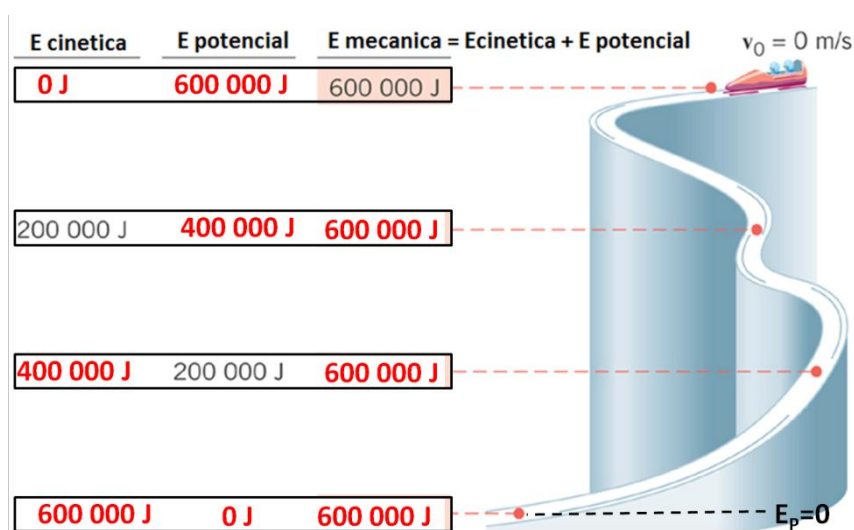 E cinetica E potencial E mecanica = Ecinetica + E potencial v₀ = 0 m/s
0 J 600 000 J 600 000 J
200 000 J 400 000 J 600 000 J
400 000 J 200 000 J 600 000 J
600 000 J 0 J 600 000 J Eₚ=0